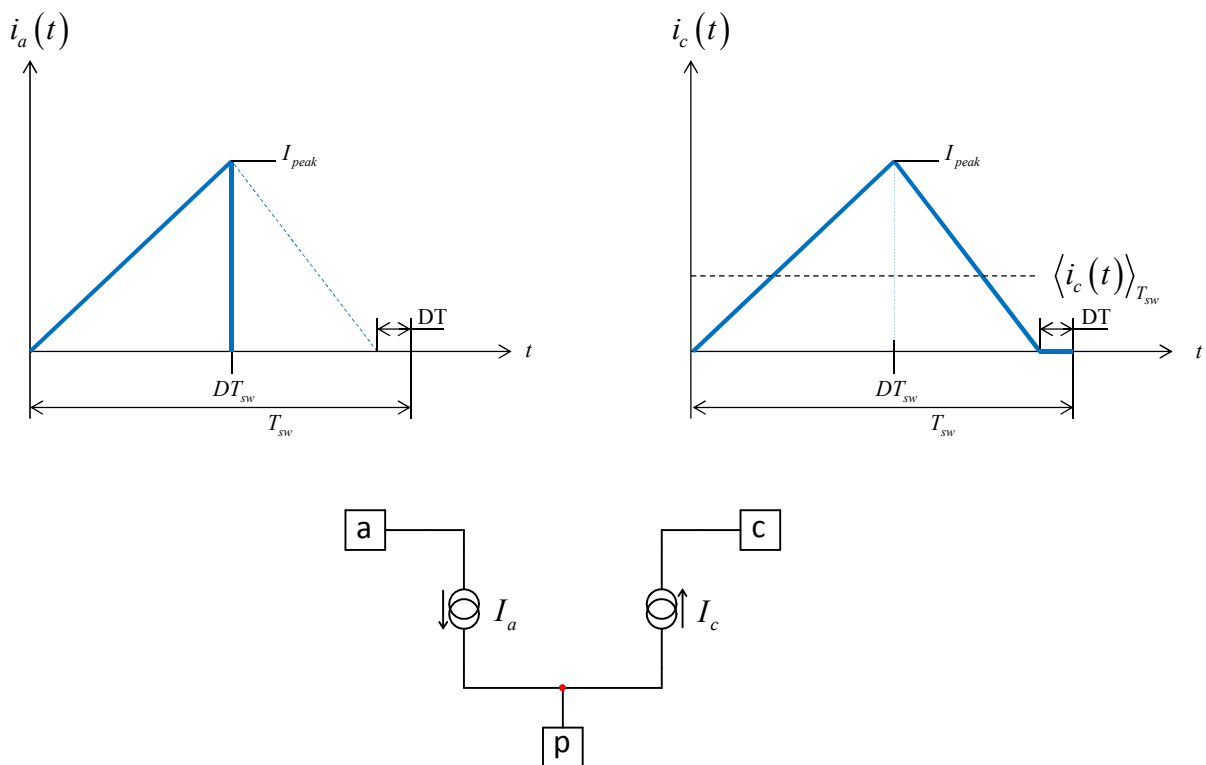 i_a(t)
I_peak
DT
t
DT_sw
T_sw
i_c(t)
I_peak
⟨i_c(t)⟩_T_sw
DT
t
DT_sw
T_sw
a
c
I_a
I_c
p